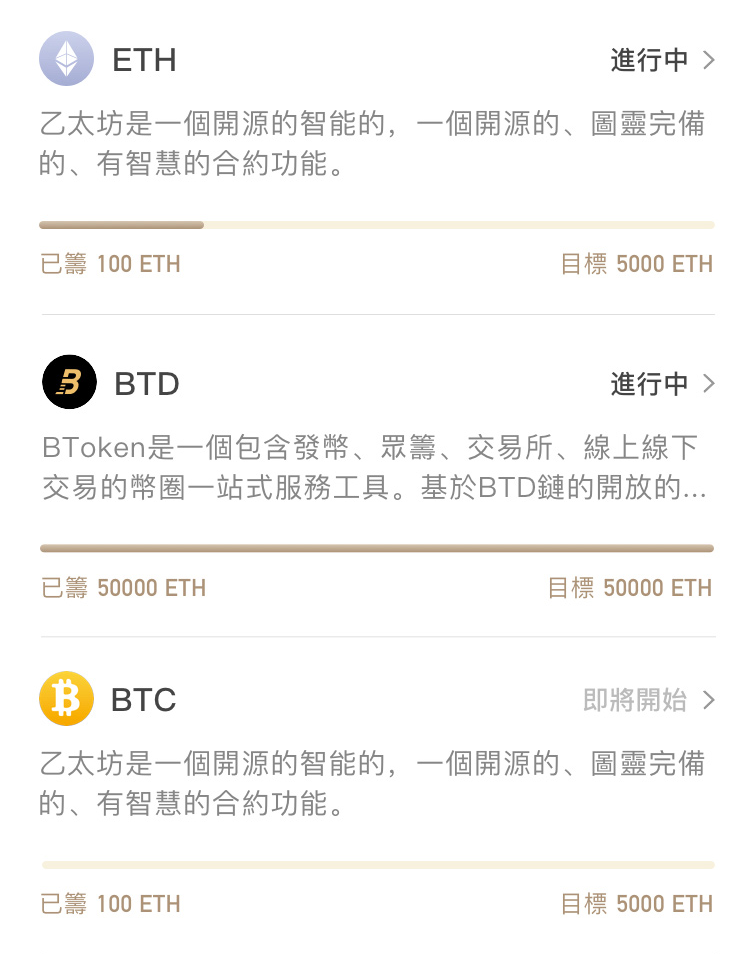 ETH
進行中
乙太坊是一個開源的智能的，一個開源的、圖靈完備
的、有智慧的合約功能。
已籌 100 ETH
目標 5000 ETH
BTD
進行中
BToken是一個包含發幣、眾籌、交易所、線上線下
交易的幣圈一站式服務工具。基於BTD鏈的開放的...
已籌 50000 ETH
目標 50000 ETH
BTC
即將開始
乙太坊是一個開源的智能的，一個開源的、圖靈完備
的、有智慧的合約功能。
已籌 100 ETH
目標 5000 ETH